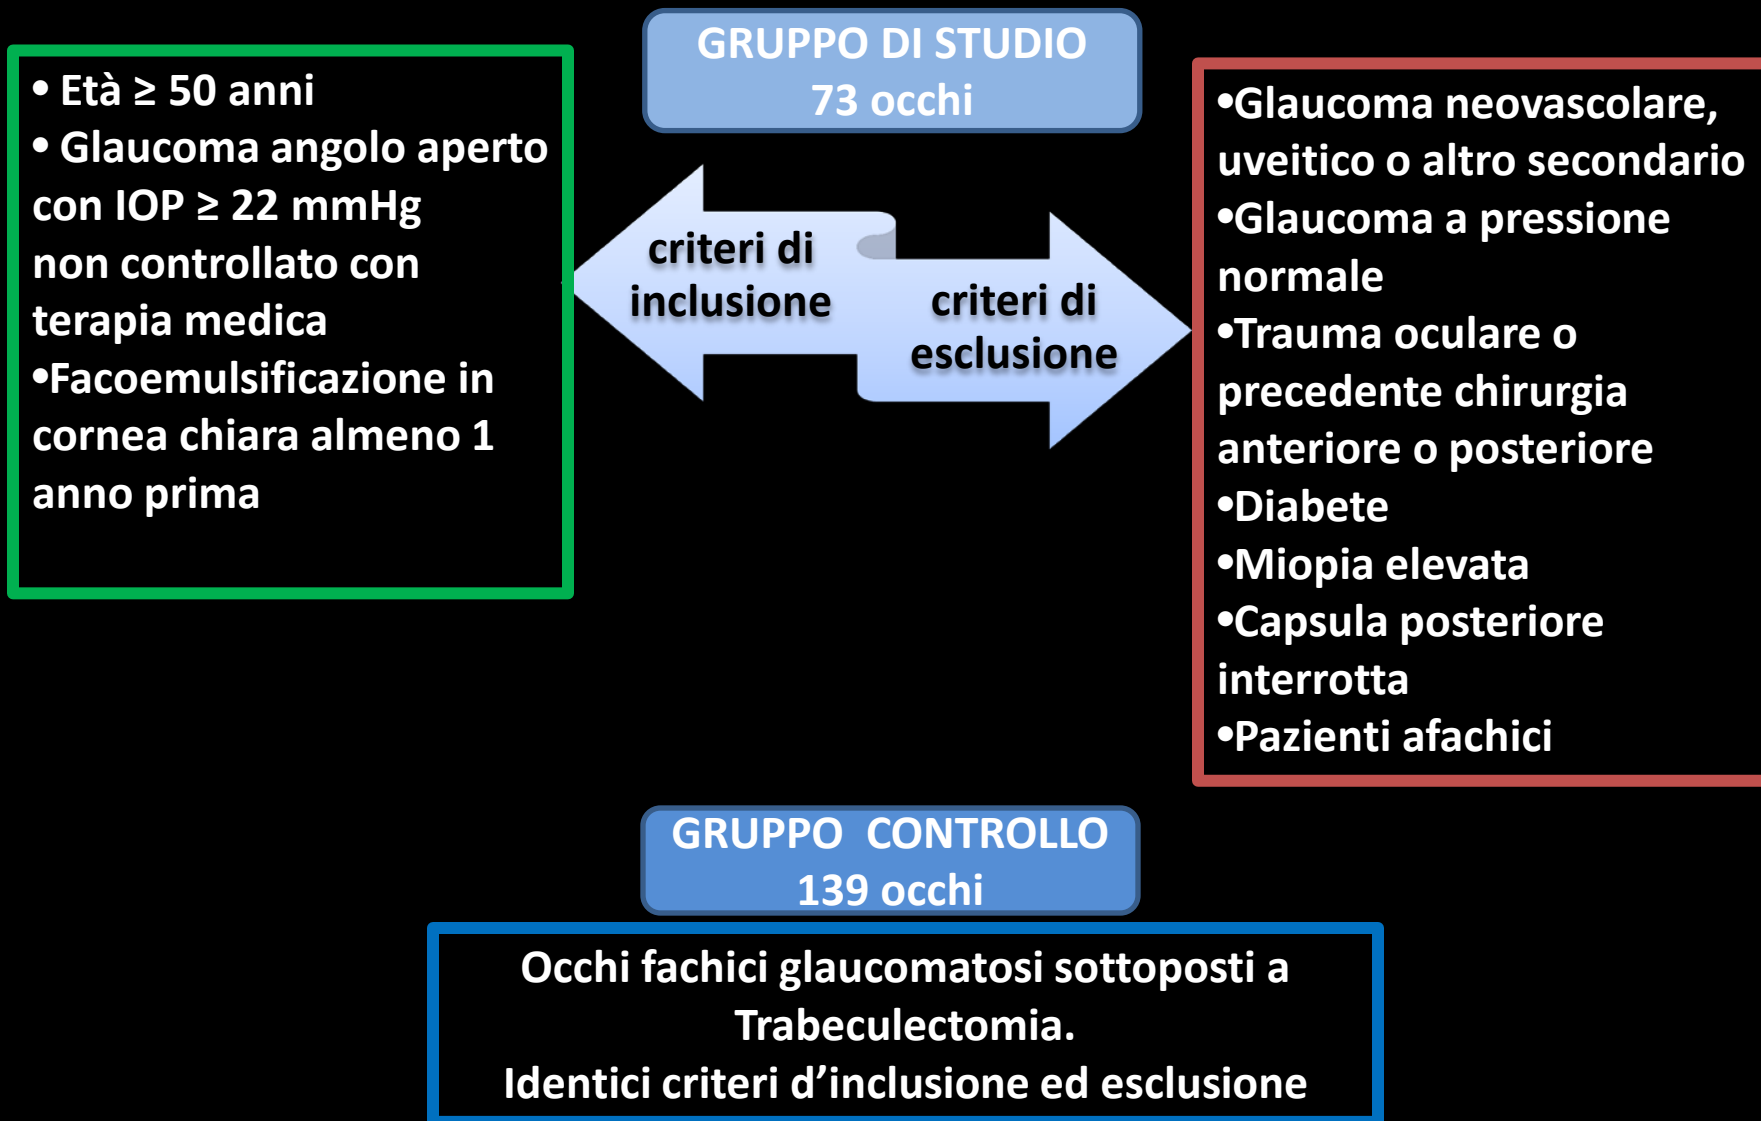 GRUPPO DI STUDIO
73 occhi
• Età ≥ 50 anni
• Glaucoma angolo aperto
con IOP ≥ 22 mmHg
non controllato con
terapia medica
•Facoemulsificazione in
cornea chiara almeno 1
anno prima
criteri di
inclusione
criteri di
esclusione
•Glaucoma neovascolare,
uveitico o altro secondario
•Glaucoma a pressione
normale
•Trauma oculare o
precedente chirurgia
anteriore o posteriore
•Diabete
•Miopia elevata
•Capsula posteriore
interrotta
•Pazienti afachici
GRUPPO CONTROLLO
139 occhi
Occhi fachici glaucomatosi sottoposti a
Trabeculectomia.
Identici criteri d’inclusione ed esclusione